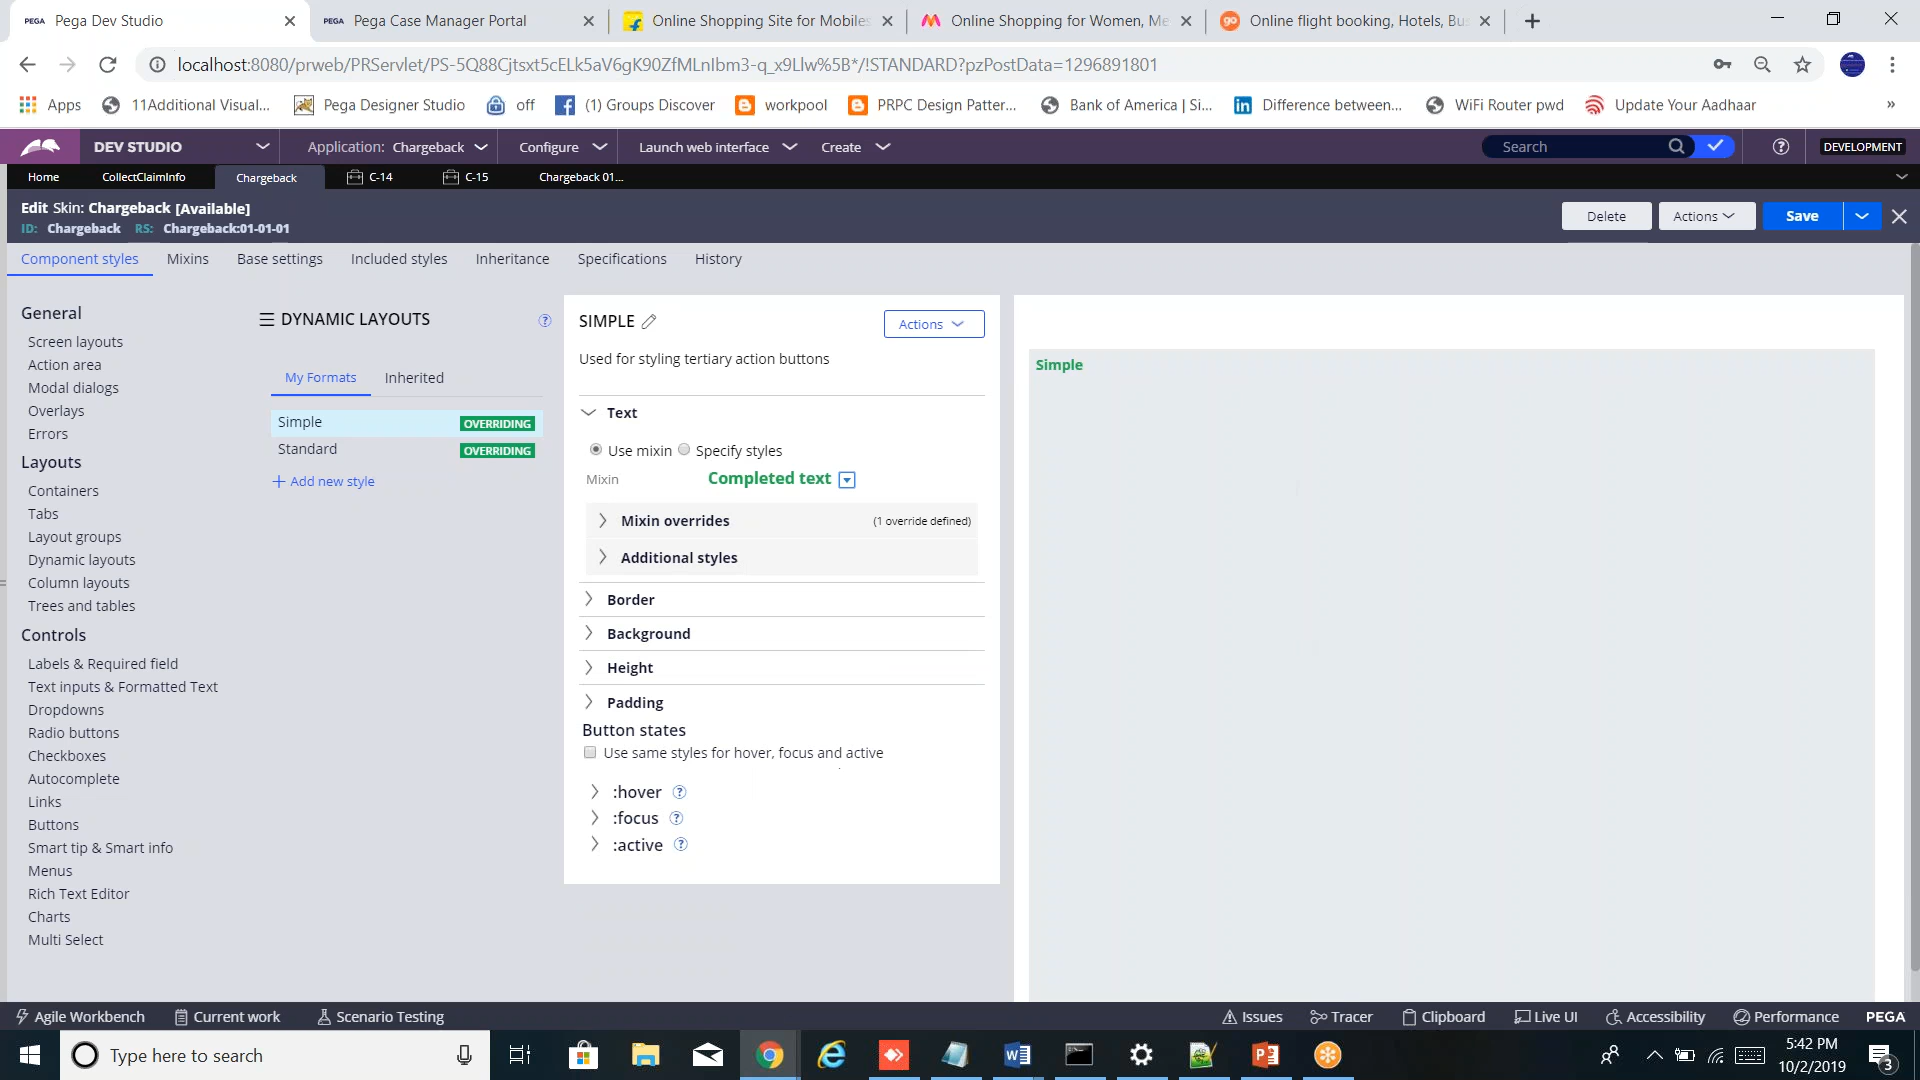 PEGA Pega Dev Studio
PEGA Pega Case Manager Portal
Online Shopping Site for Mobiles
Online Shopping for Women, Me
go Online flight booking, Hotels, Bu
localhost:8080/prweb/PRServlet/PS-5Q88Cjtsxt5cELk5aV6gK90ZfMLnIbm3-q_x9Llw%5B*/!STANDARD?pzPostData=1296891801
Apps
11Additional Visual...
Pega Designer Studio
off
(1) Groups Discover
workpool
PRPC Design Patter...
Bank of America | Si...
Difference between...
WiFi Router pwd
Update Your Aadhaar
»
DEV STUDIO
Application: Chargeback
Configure
Launch web interface
Create
Search
DEVELOPMENT
Home
CollectClaimInfo
Chargeback
C-14
C-15
Chargeback 01...
Edit Skin: Chargeback [Available]
ID: Chargeback RS: Chargeback:01-01-01
Delete
Actions
Save
Component styles
Mixins
Base settings
Included styles
Inheritance
Specifications
History
General
Screen layouts
Action area
Modal dialogs
Overlays
Errors
Layouts
Containers
Tabs
Layout groups
Dynamic layouts
Column layouts
Trees and tables
Controls
Labels & Required field
Text inputs & Formatted Text
Dropdowns
Radio buttons
Checkboxes
Autocomplete
Links
Buttons
Smart tip & Smart info
Menus
Rich Text Editor
Charts
Multi Select
DYNAMIC LAYOUTS
My Formats
Inherited
Simple OVERRIDING
Standard OVERRIDING
+ Add new style
SIMPLE
Actions
Used for styling tertiary action buttons
Text
Use mixin
Specify styles
Mixin Completed text
Mixin overrides (1 override defined)
Additional styles
Border
Background
Height
Padding
Button states
Use same styles for hover, focus and active
:hover ?
:focus ?
:active ?
Simple
Agile Workbench
Current work
Scenario Testing
Issues
Tracer
Clipboard
Live UI
Accessibility
Performance
PEGA
Type here to search
5:42 PM
10/2/2019
3